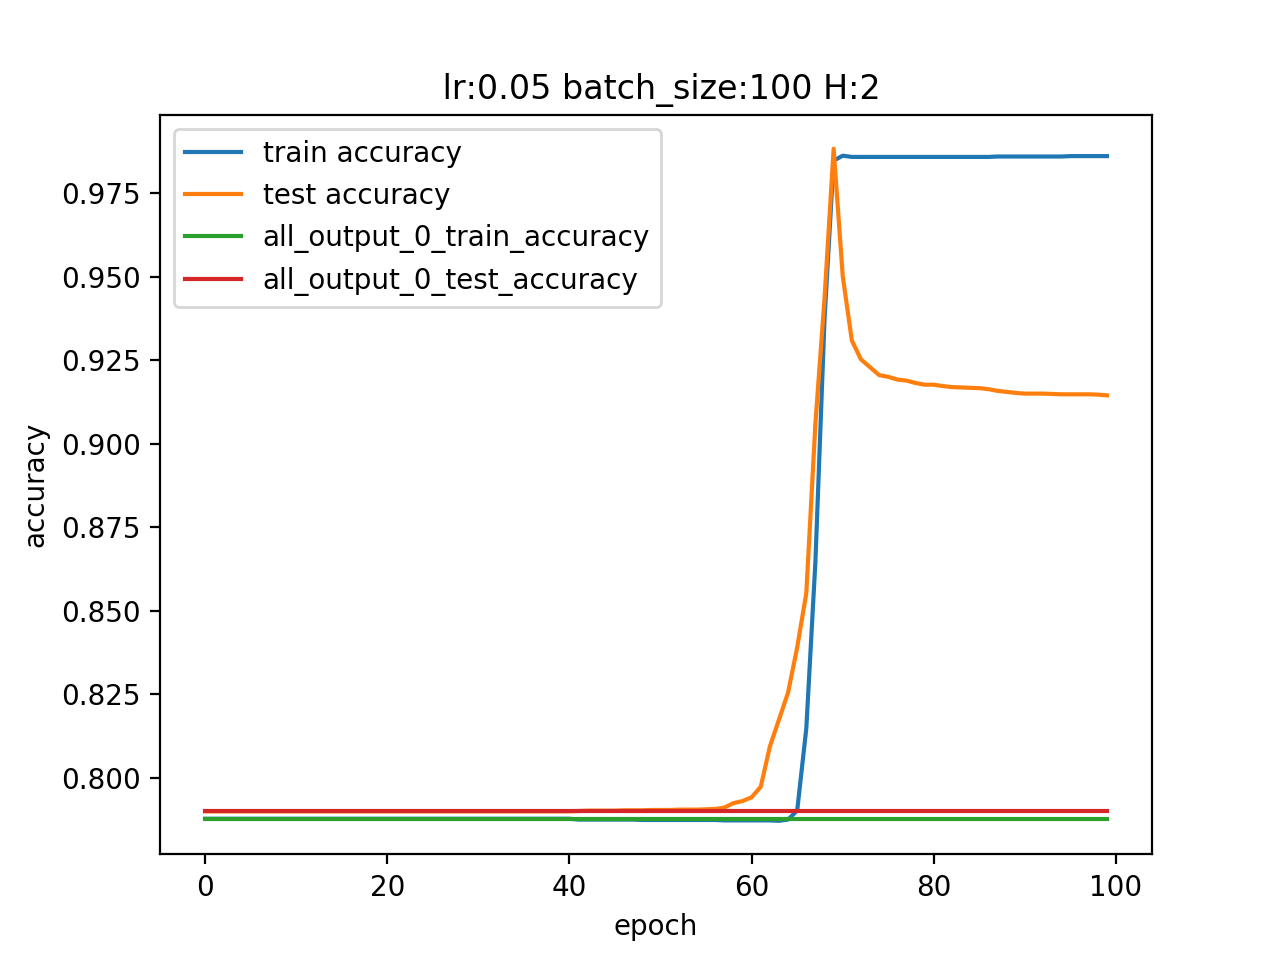 lr:0.05 batch_size:100 H:2
train accuracy
test accuracy
all_output_0_train_accuracy
all_output_0_test_accuracy
0.975
0.950
0.925
0.900
0.875
0.850
0.825
0.800
accuracy
0 20 40 60 80 100
epoch